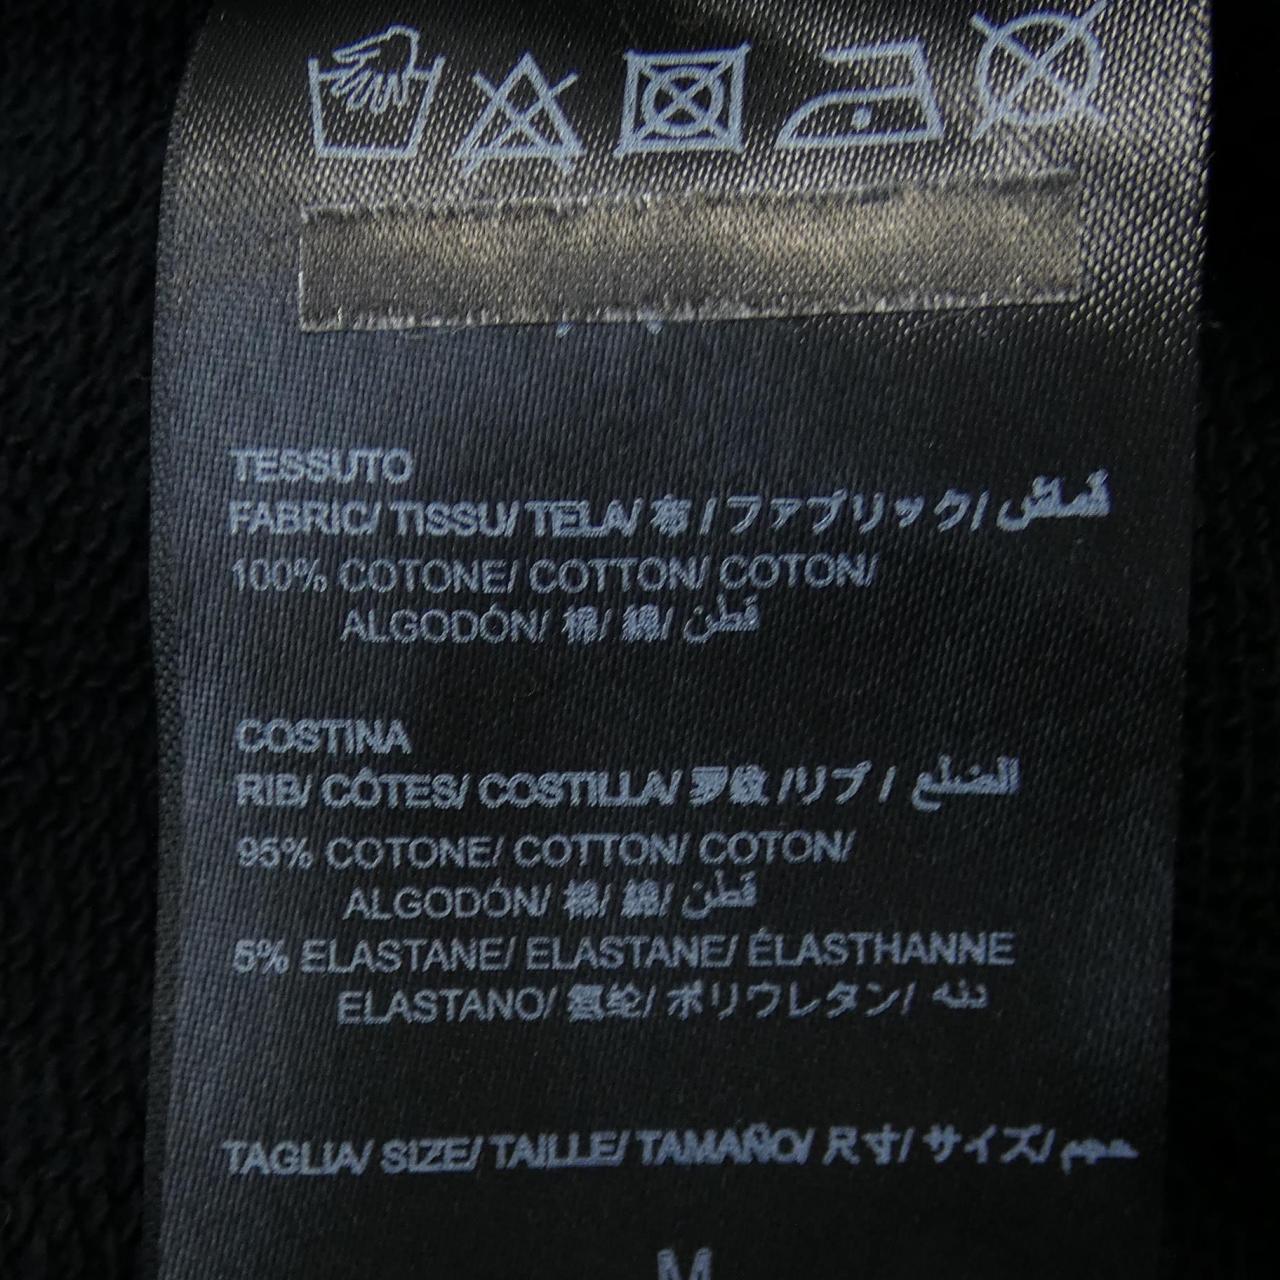 TESSUTO
FABRIC/ TISSU/ TELA/ 布 / ファブリック/ قماش
100% COTONE/ COTTON/ COTON/
ALGODÓN/ 棉/ 綿/ قطن
COSTINA
RIB/ CÔTES/ COSTILLA/ 罗纹 /リブ / الضلع
95% COTONE/ COTTON/ COTON/
ALGODÓN/ 棉/ 綿/ قطن
5% ELASTANE/ ELASTANE/ ÉLASTHANNE
ELASTANO/ 氨纶/ ポリウレタン/
TAGLIA/ SIZE/ TAILLE/ TAMAÑO/ 尺寸/ サイズ/ حجم
M